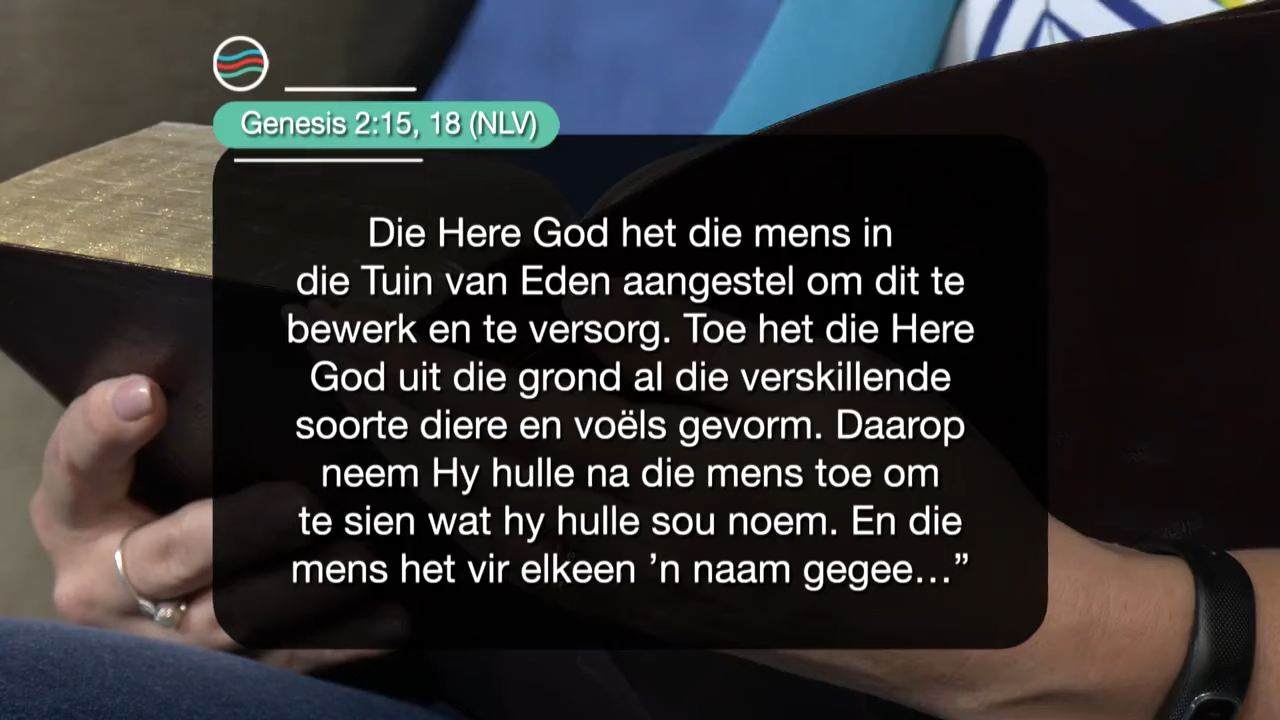 Genesis 2:15, 18 (NLV)
Die Here God het die mens in
die Tuin van Eden aangestel om dit te
bewerk en te versorg. Toe het die Here
God uit die grond al die verskillende
soorte diere en voëls gevorm. Daarop
neem Hy hulle na die mens toe om
te sien wat hy hulle sou noem. En die
mens het vir elkeen ’n naam gegee…”